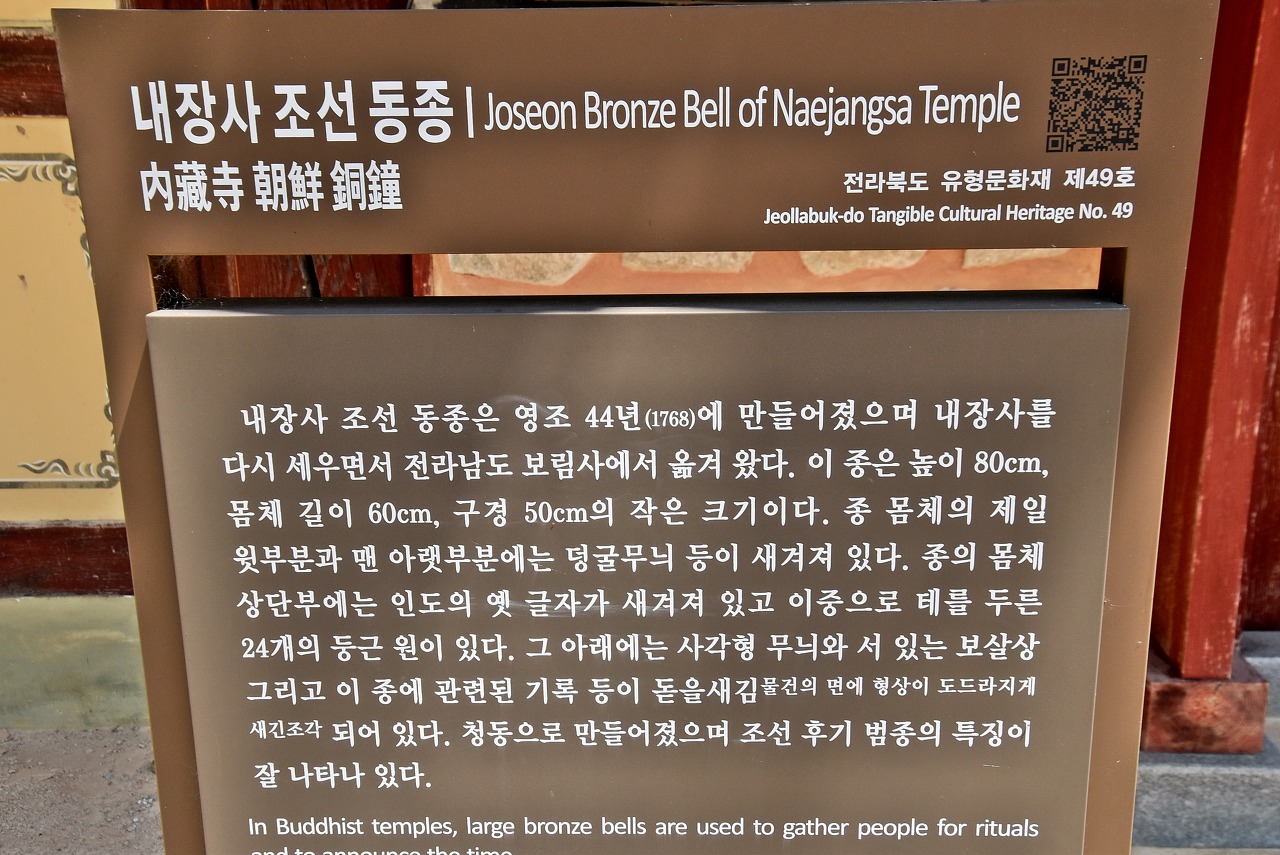 내장사 조선 동종 | Joseon Bronze Bell of Naejangsa Temple
内藏寺 朝鮮 銅鐘
전라북도 유형문화재 제49호
Jeollabuk-do Tangible Cultural Heritage No. 49
내장사 조선 동종은 영조 44년(1768)에 만들어졌으며 내장사를
다시 세우면서 전라남도 보림사에서 옮겨 왔다. 이 종은 높이 80cm,
몸체 길이 60cm, 구경 50cm의 작은 크기이다. 종 몸체의 제일
윗부분과 맨 아랫부분에는 덩굴무늬 등이 새겨져 있다. 종의 몸체
상단부에는 인도의 옛 글자가 새겨져 있고 이중으로 테를 두른
24개의 둥근 원이 있다. 그 아래에는 사각형 무늬와 서 있는 보살상
그리고 이 종에 관련된 기록 등이 돋을새김물건의 면에 형상이 도드라지게
새긴조각 되어 있다. 청동으로 만들어졌으며 조선 후기 범종의 특징이
잘 나타나 있다.
In Buddhist temples, large bronze bells are used to gather people for rituals
and to announce the time.